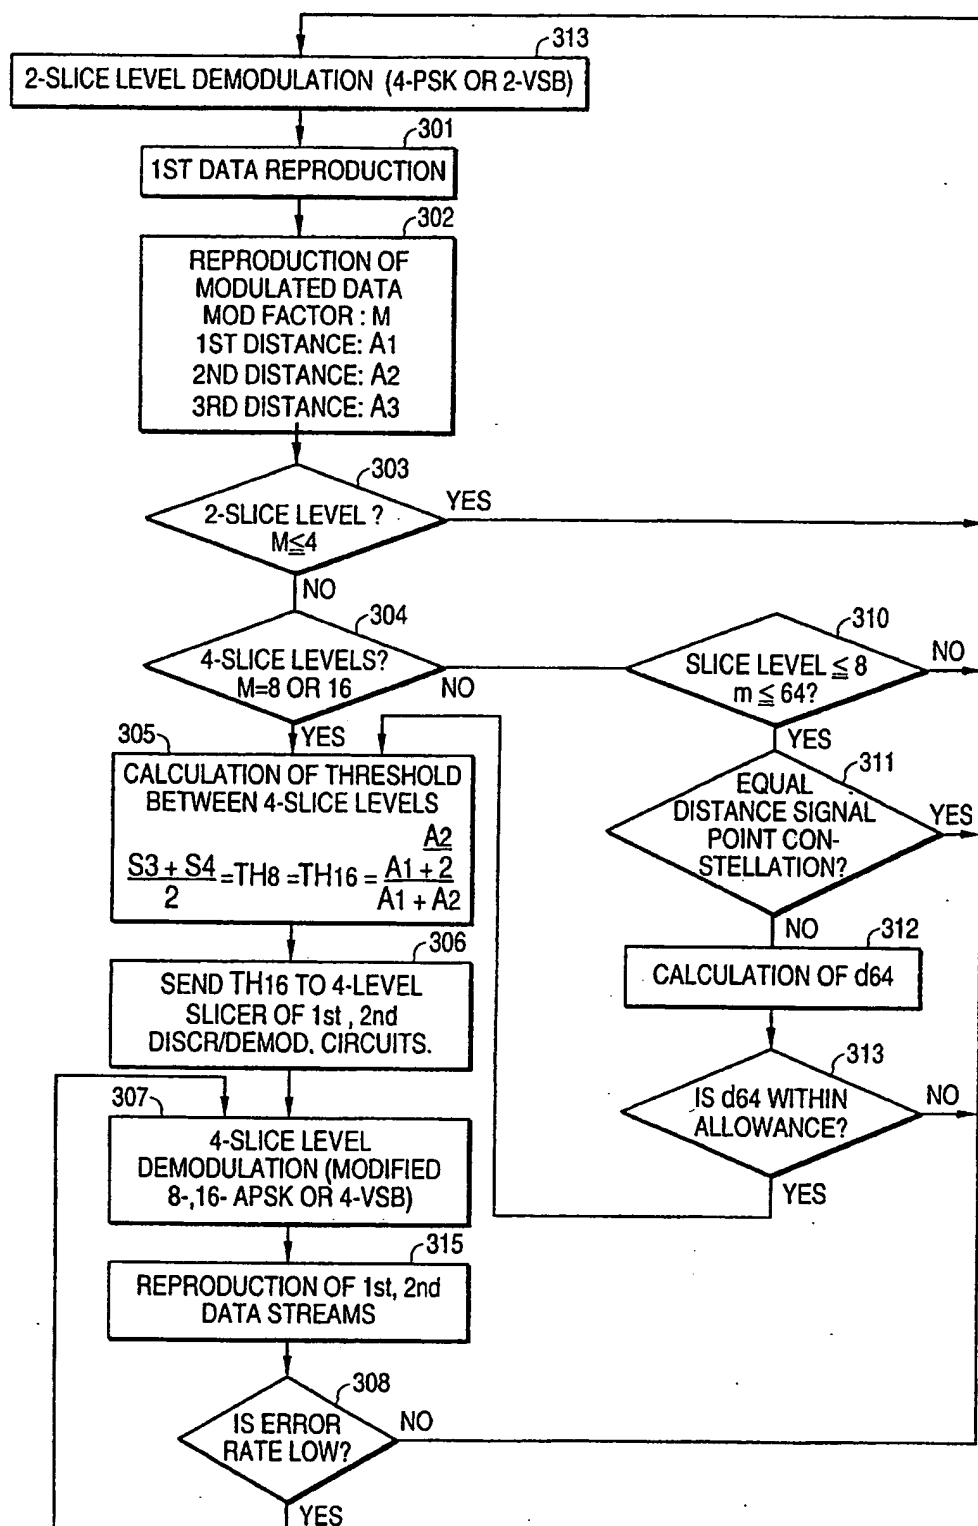 313
2-SLICE LEVEL DEMODULATION (4-PSK OR 2-VSB)
301
1ST DATA REPRODUCTION
302
REPRODUCTION OF
MODULATED DATA
MOD FACTOR : M
1ST DISTANCE: A1
2ND DISTANCE: A2
3RD DISTANCE: A3
303
2-SLICE LEVEL ?
M≦4
YES
NO
304
4-SLICE LEVELS?
M=8 OR 16
NO
YES
310
SLICE LEVEL ≦ 8
m ≦ 64?
NO
YES
305
CALCULATION OF THRESHOLD
BETWEEN 4-SLICE LEVELS
A2
S3 + S4
2
=TH8 =TH16 =
A1 + 2
A1 + A2
311
EQUAL
DISTANCE SIGNAL
POINT CON-
STELLATION?
YES
NO
306
SEND TH16 TO 4-LEVEL
SLICER OF 1st , 2nd
DISCR/DEMOD. CIRCUITS.
312
CALCULATION OF d64
313
IS d64 WITHIN
ALLOWANCE?
NO
YES
307
4-SLICE LEVEL
DEMODULATION (MODIFIED
8-,16- APSK OR 4-VSB)
315
REPRODUCTION OF 1st, 2nd
DATA STREAMS
308
IS ERROR
RATE LOW?
NO
YES